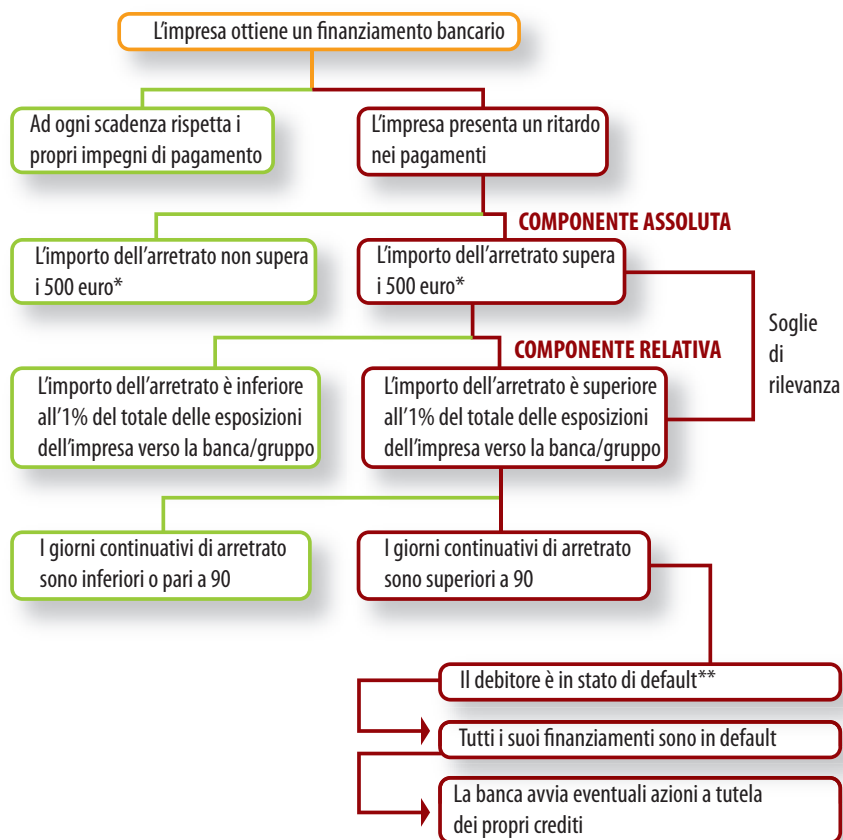 L'impresa ottiene un finanziamento bancario
Ad ogni scadenza rispetta i
propri impegni di pagamento
L'impresa presenta un ritardo
nei pagamenti
COMPONENTE ASSOLUTA
L'importo dell'arretrato non supera
i 500 euro*
L'importo dell'arretrato supera
i 500 euro*
Soglie
di
rilevanza
COMPONENTE RELATIVA
L'importo dell'arretrato è inferiore
all'1% del totale delle esposizioni
dell'impresa verso la banca/gruppo
L'importo dell'arretrato è superiore
all'1% del totale delle esposizioni
dell'impresa verso la banca/gruppo
I giorni continuativi di arretrato
sono inferiori o pari a 90
I giorni continuativi di arretrato
sono superiori a 90
Il debitore è in stato di default**
Tutti i suoi finanziamenti sono in default
La banca avvia eventuali azioni a tutela
dei propri crediti